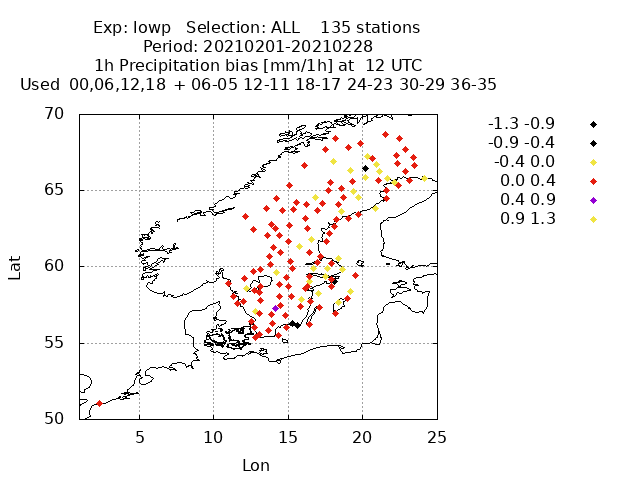 Exp: lowp   Selection: ALL    135 stations
Period: 20210201-20210228
1h Precipitation bias [mm/1h] at  12 UTC
Used  00,06,12,18 + 06-05 12-11 18-17 24-23 30-29 36-35
-1.3 -0.9
-0.9 -0.4
-0.4 0.0
0.0 0.4
0.4 0.9
0.9 1.3
70
65
60
55
50
Lat
5 10 15 20 25
Lon